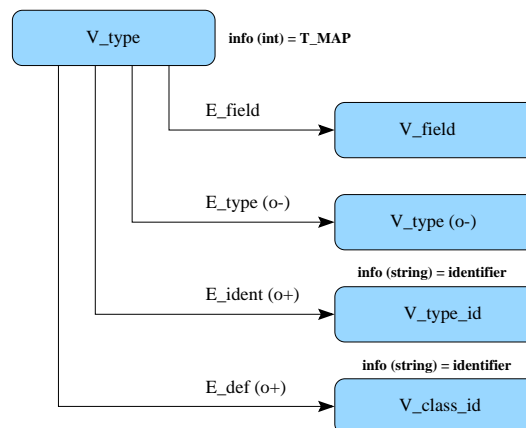 V_type
info (int) = T_MAP
E_field
V_field
E_type (o-)
V_type (o-)
info (string) = identifier
E_ident (o+)
V_type_id
info (string) = identifier
E_def (o+)
V_class_id